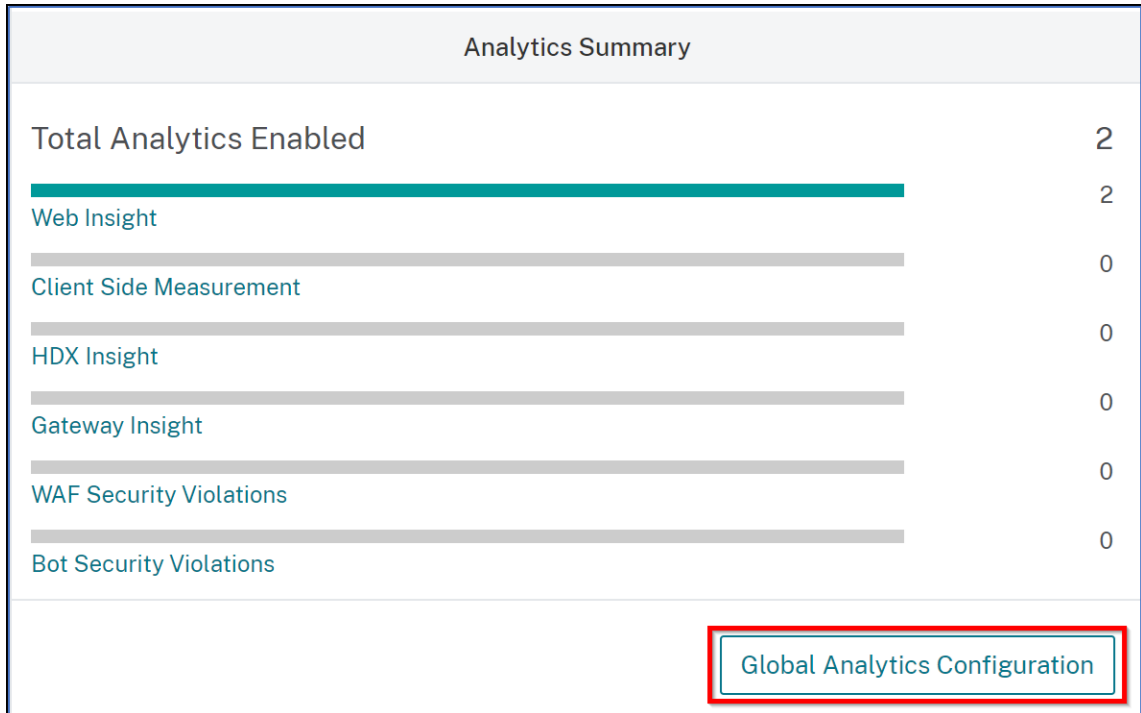 Analytics Summary
Total Analytics Enabled 2
2
Web Insight
0
Client Side Measurement
0
HDX Insight
0
Gateway Insight
0
WAF Security Violations
0
Bot Security Violations
Global Analytics Configuration